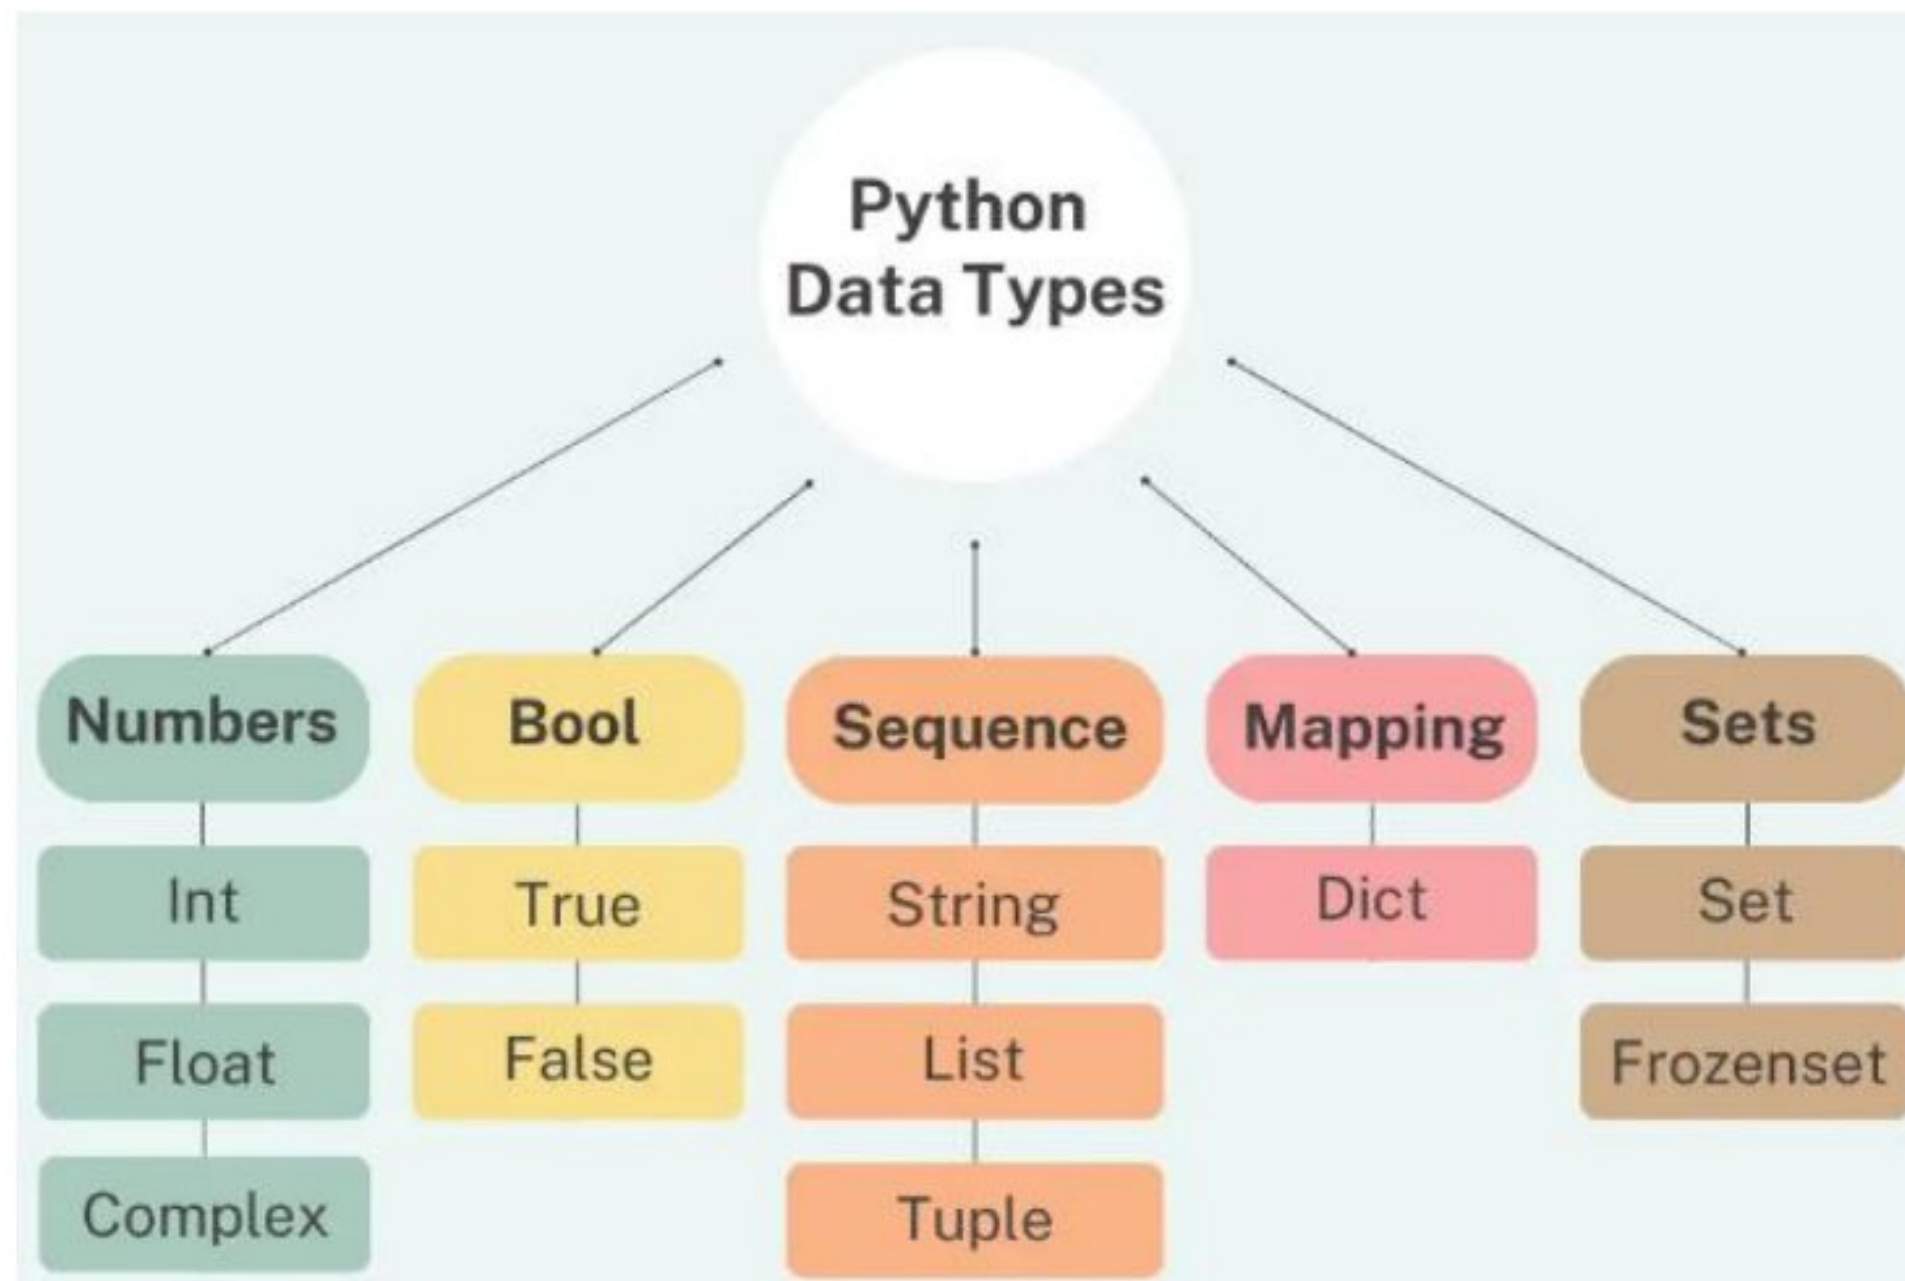 Python
Data Types
Numbers
Bool
Sequence
Mapping
Sets
Int
True
String
Dict
Set
Float
False
List
Frozenset
Complex
Tuple